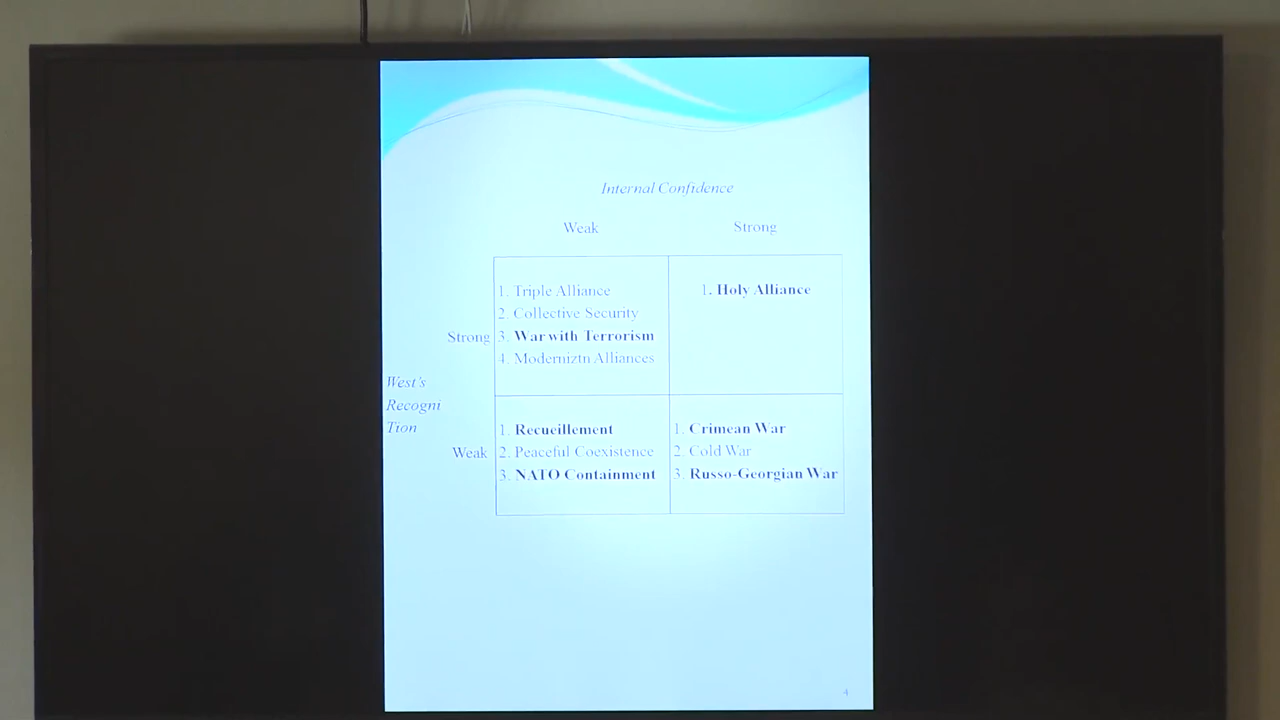 Internal Confidence
Weak
Strong
1. Triple Alliance
2. Collective Security
Strong
3. War with Terrorism
4. Moderniztn Alliances
1. Holy Alliance
West's
Recogni
Tion
Weak
1. Recueillement
2. Peaceful Coexistence
3. NATO Containment
1. Crimean War
2. Cold War
3. Russo-Georgian War
4